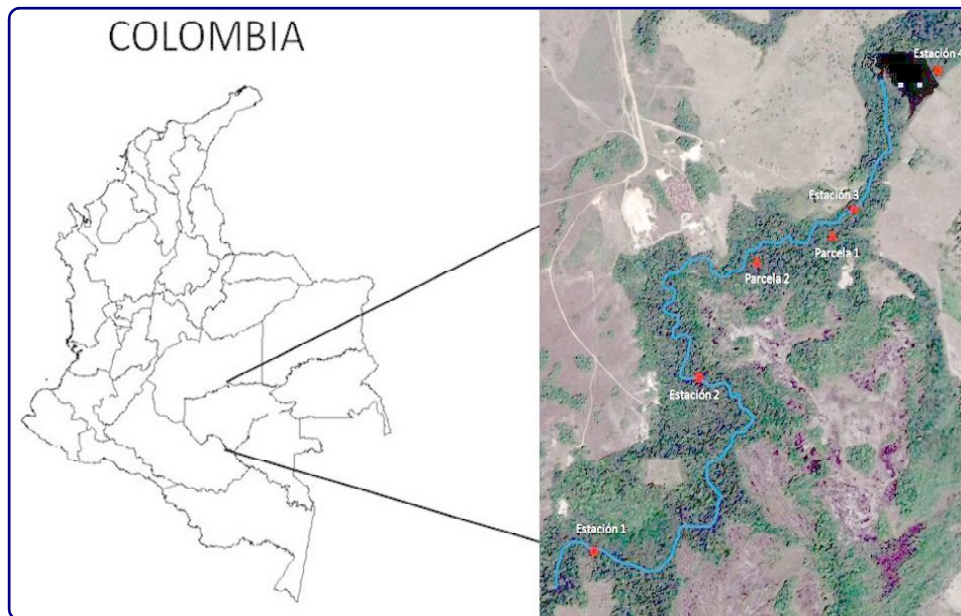 COLOMBIA
Estación 4
Estación 3
Parcela 1
Parcela 2
Estación 2
Estación 1